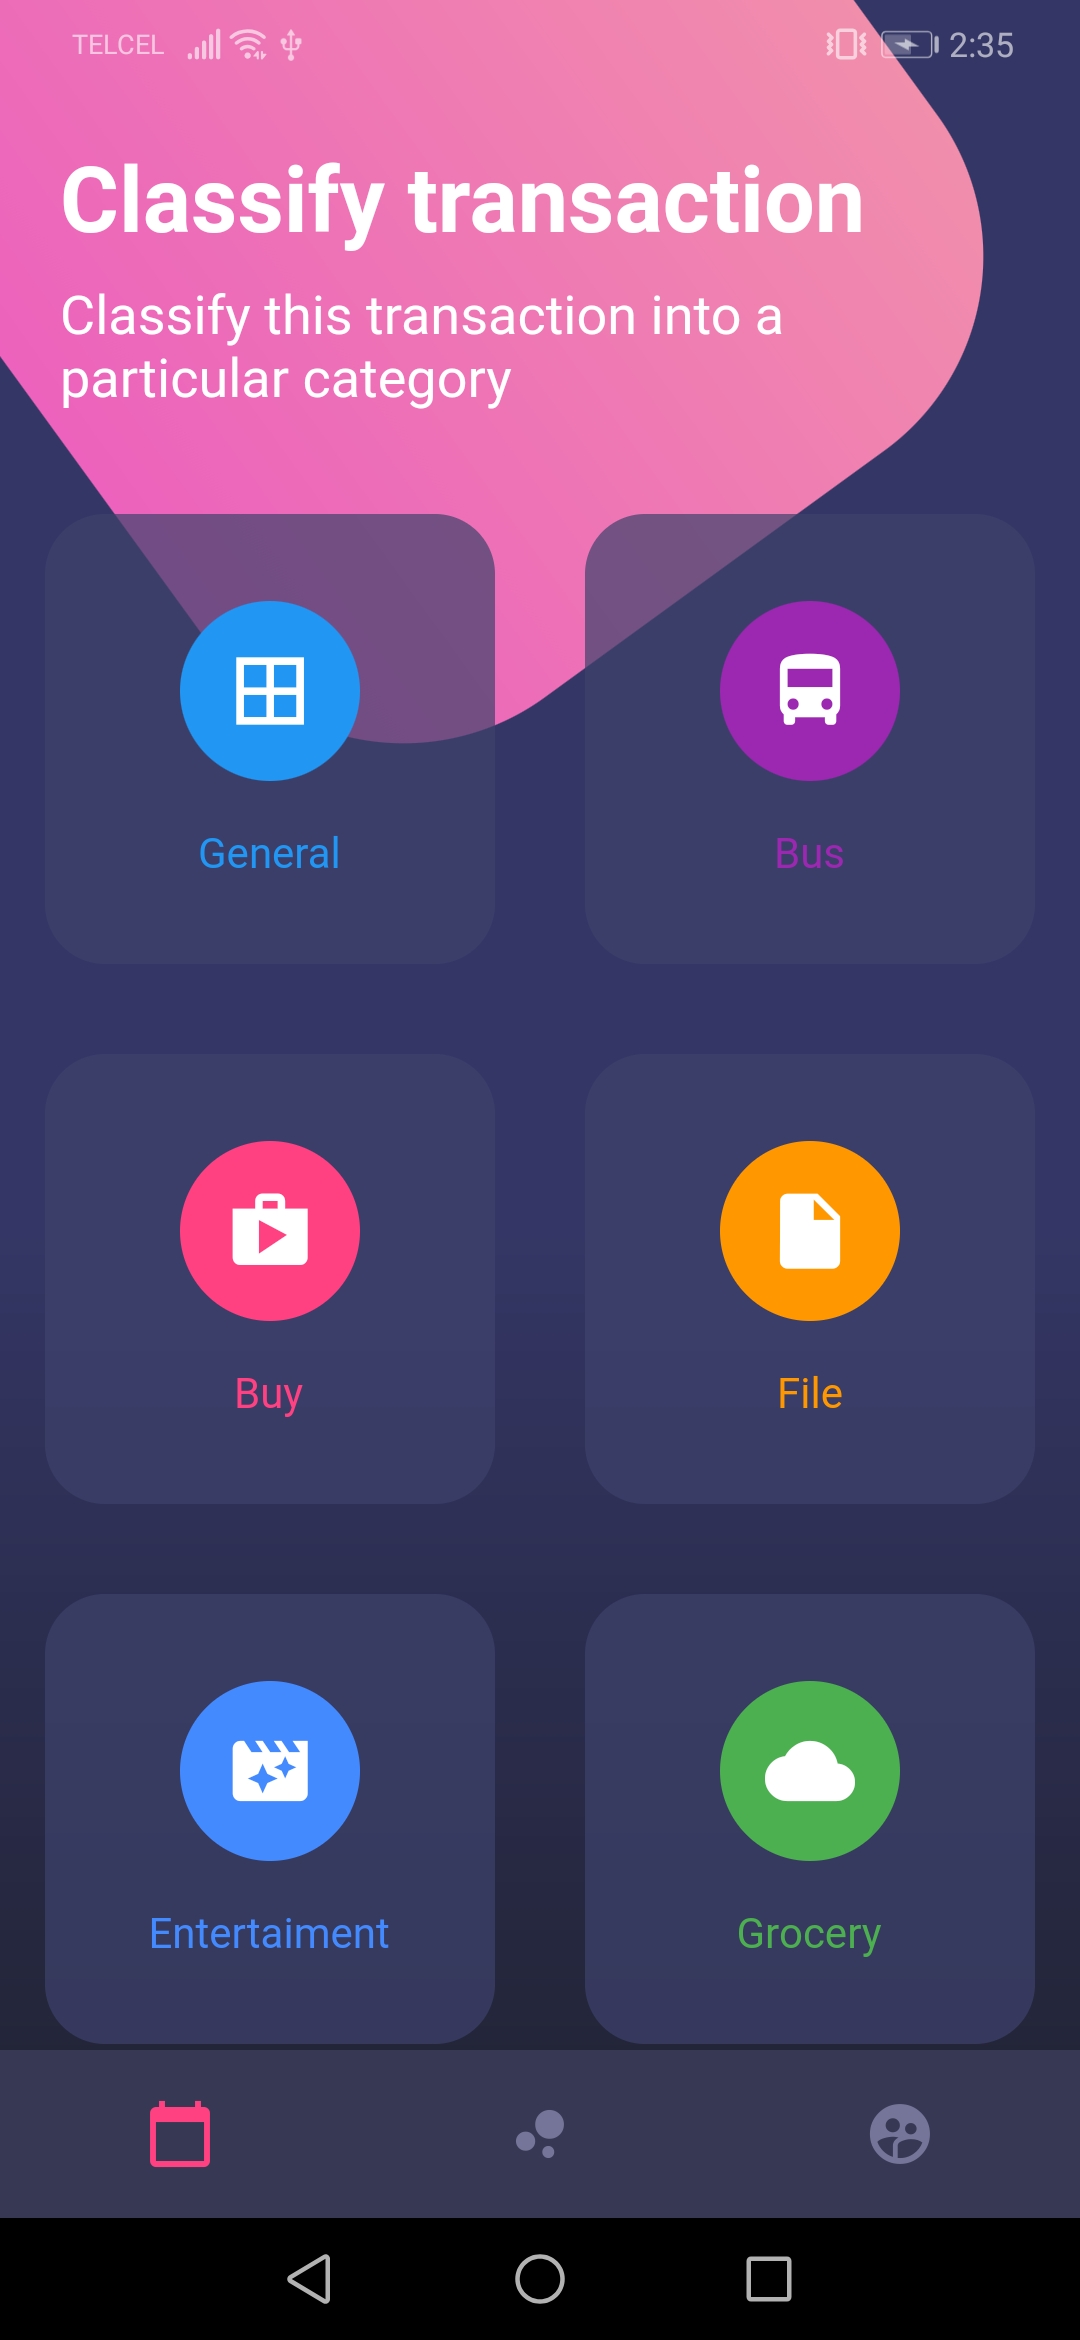 TELCEL 2:35
Classify transaction
Classify this transaction into a
particular category
General Bus
Buy File
Entertaiment Grocery